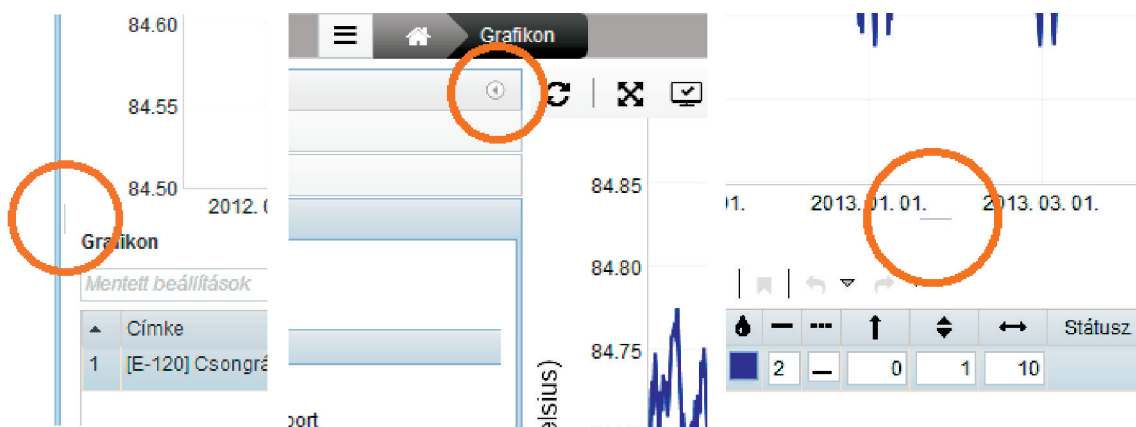 84.60
84.55
84.50
2012. 0
Grafikon
Mentett beállítások
Címke
1 [E-120] Csongrá
Grafikon
84.85
84.80
84.75
elsius)
port
01.
2013. 01. 01.
2013. 03. 01.
Státusz
2 0 1 10